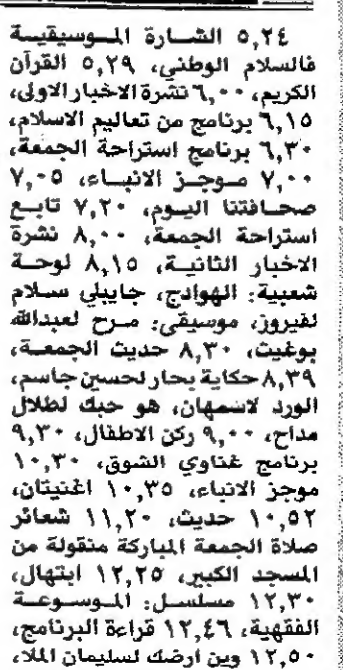 ٥,٢٤ الشارة الموسيقيسة
فالسلام الوطني، ٥,٢٩ القرآن
الكريم، ٦,٠٠ نشرة الاخبار الاولى،
٦,١٥ برنامج من تعاليم الاسلام،
٦,٣٠ برنامج استراحة الجمعة،
٧,٠٠ موجز الانباء، ٧,٠٥
صحافتنا اليوم، ٧,٢٠ تابع
استراحة الجمعة، ٨,٠٠ نشرة
الاخبار الثانية، ٨,١٥ لوحة
شعبية: الهوادج، جايبلي سلام
لفيروز، موسيقى: مرح لعبدالله
بوغيث، ٨,٣٠ حديث الجمعة،
٨,٣٩ حكاية بحار لحسين جاسم،
الورد لاسمهان، هو حبك لطلال
مداح، ٩,٠٠ ركن الاطفال، ٩,٣٠
برنامج غناوي الشوق، ١٠,٣٠
موجز الانباء، ١٠,٣٥ اغنيتان،
١٠,٥٢ حديث، ١١,٢٠ شعائر
صلاة الجمعة المباركة منقولة من
المسجد الكبير، ١٢,٢٥ ابتهال،
١٢,٣٠ مسلسل: الموسوعة
الفقهية، ١٢,٤٦ قراءة البرنامج،
١٢,٥٠ وين ارضك لسليمان الملا،